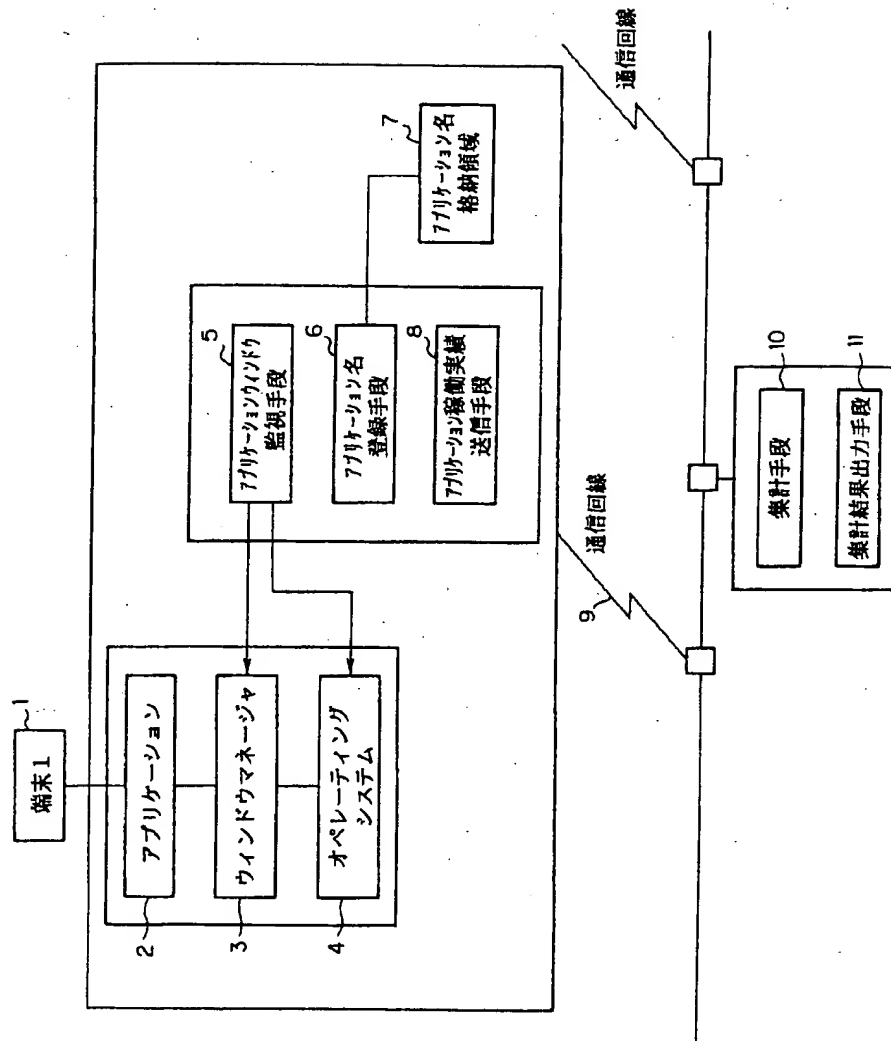 1
端末1
2
アプリケーション
3
ウィンドウマネージャ
4
オペレーティング
システム
5
アプリケーションウィンドウ
監視手段
6
アプリケーション名
登録手段
7
アプリケーション名
格納領域
8
アプリケーション稼働実績
送信手段
9
通信回線
通信回線
10
集計手段
11
集計結果出力手段